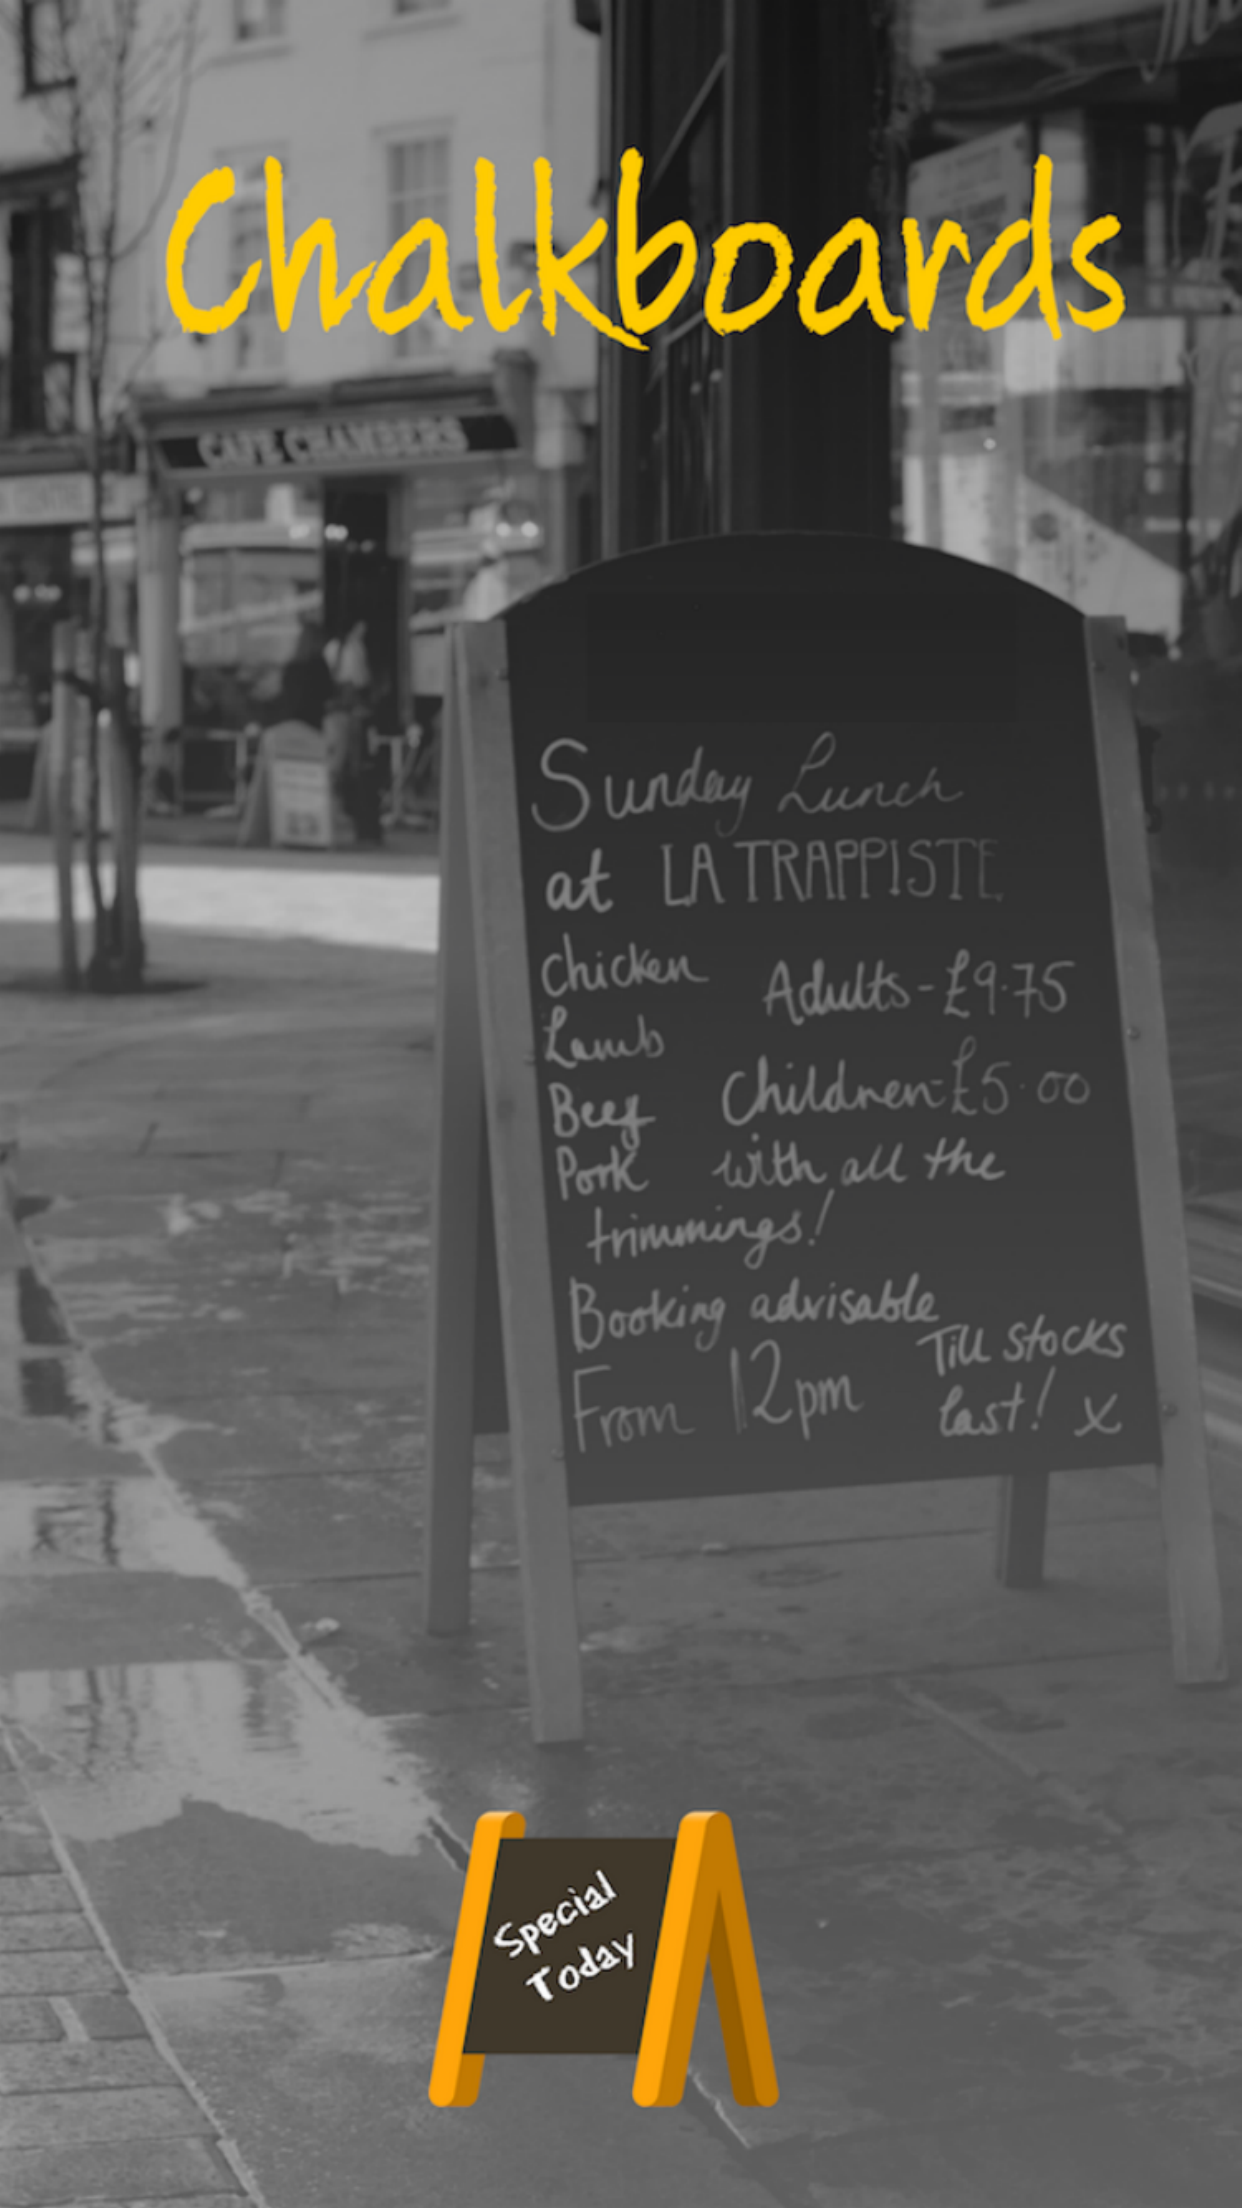 Chalkboards
CAFE CHAMBERS
Sunday Lunch
at LA TRAPPISTE
Chicken
Adults - £9.75
Lamb
Children - £5.00
Beef
Pork with all the
trimmings!
Booking advisable
Till stocks
From 12pm
last! x
Special
Today